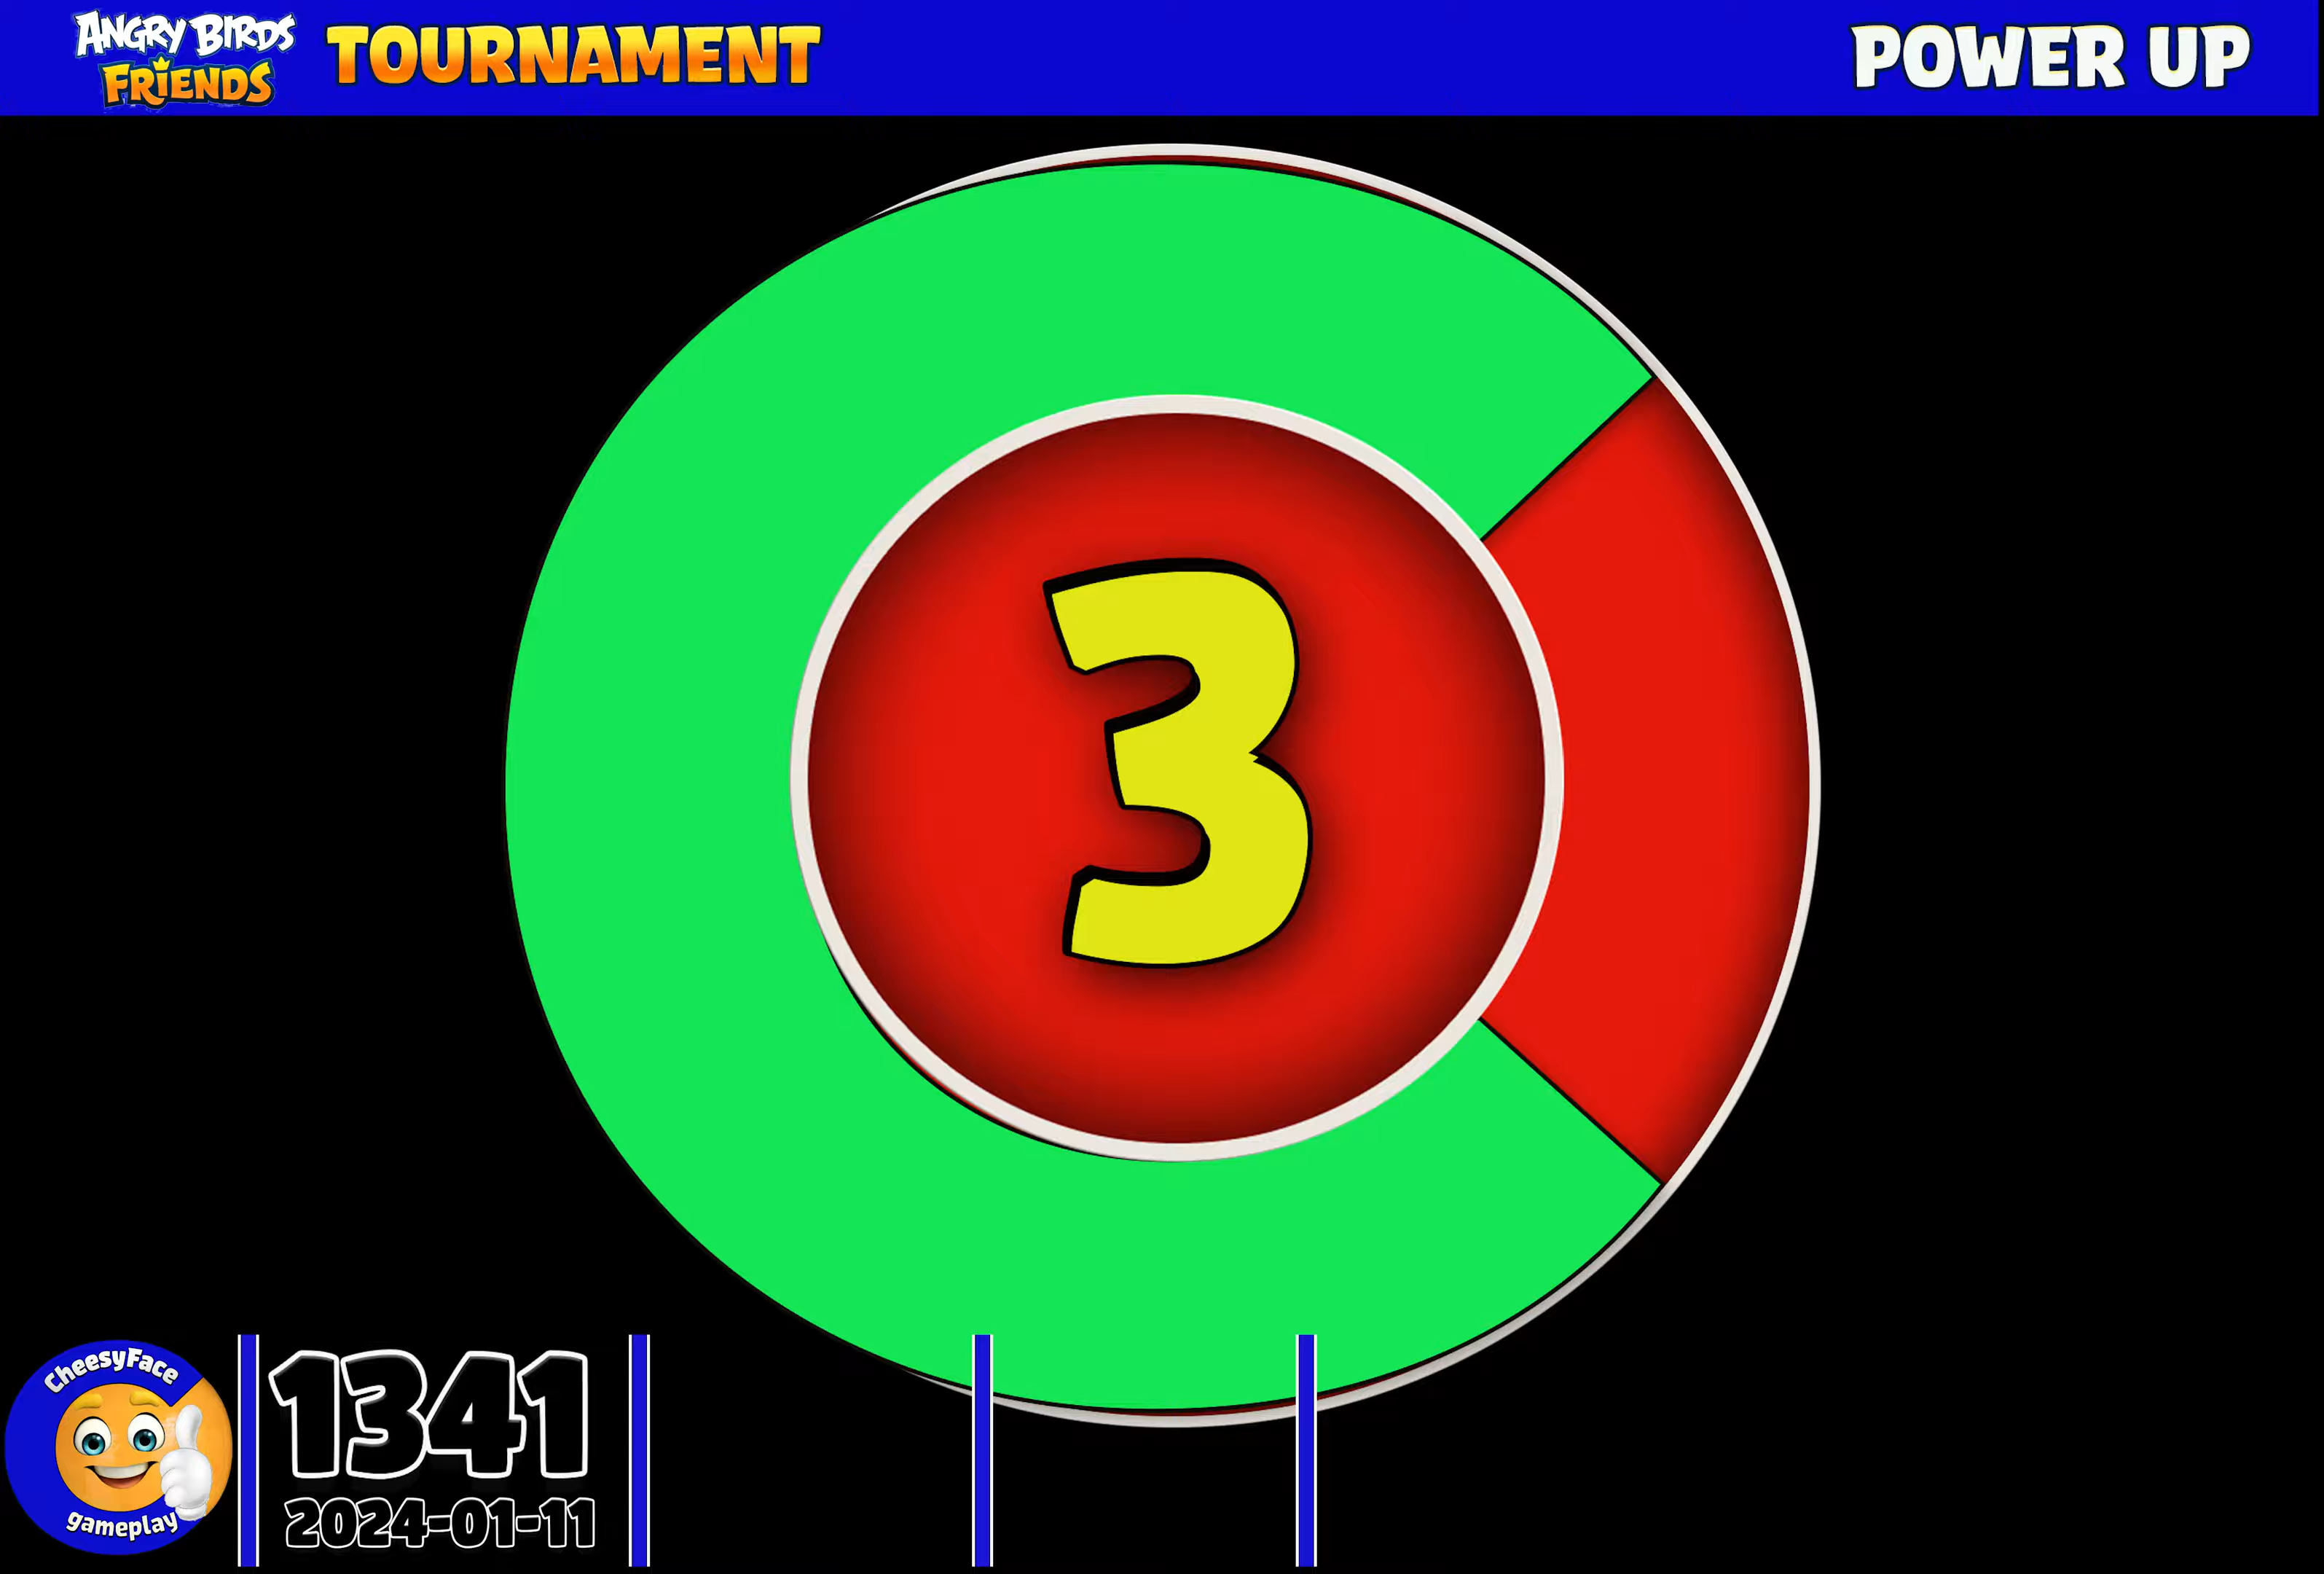 ANGRY BIRDS
FRIENDS
TOURNAMENT
POWER UP
3
CheesyFace
gameplay
1341
2024-01-11